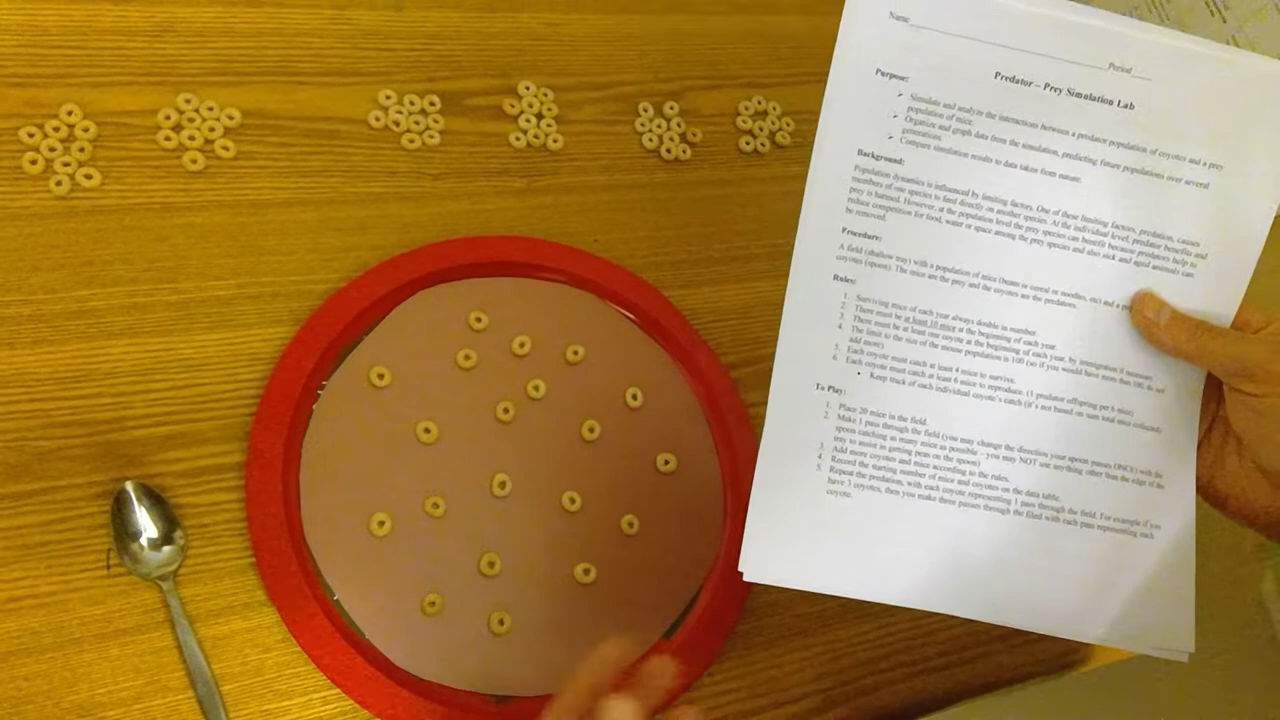 Name Period
Predator – Prey Simulation Lab
Purpose:
➢ Simulate and analyze the interactions between a predator population of coyotes and a prey
population of mice.
➢ Organize and graph data from the simulation, predicting future populations over several
generations.
➢ Compare simulation results to data taken from nature.
Background:
Population dynamics is influenced by limiting factors. One of these limiting factors, predation, causes
members of one species to feed directly on another species. At the individual level, predator benefits and
prey is harmed. However, at the population level the prey species can benefit because predators help to
reduce competition for food, water or space among the prey species and also sick and aged animals can
be removed.
Procedure:
A field (shallow tray) with a population of mice (beans or cereal or noodles, etc) and a
coyotes (spoon). The mice are the prey and the coyotes are the predators.
Rules:
1. Surviving mice of each year always double in number.
2. There must be at least 10 mice at the beginning of each year.
3. There must be at least one coyote at the beginning of each year, by immigration if necessary
4. The limit to the size of the mouse population is 100 (so if you would have more than 100, do not
add more).
5. Each coyote must catch at least 4 mice to survive.
6. Each coyote must catch at least 6 mice to reproduce. (1 predator offspring per 6 mice)
• Keep track of each individual coyote's catch (it's not based on sum total mice collected)
To Play:
1. Place 20 mice in the field.
2. Make 1 pass through the field (you may change the direction your spoon passes ONCE) with the
spoon catching as many mice as possible – you may NOT use anything other than the edge of the
tray to assist in getting peas on the spoon)
3. Add more coyotes and mice according to the rules.
4. Record the starting number of mice and coyotes on the data table.
5. Repeat the predation, with each coyote representing 1 pass through the field. For example if you
have 3 coyotes, then you make three passes through the filed with each pass representing each
coyote.